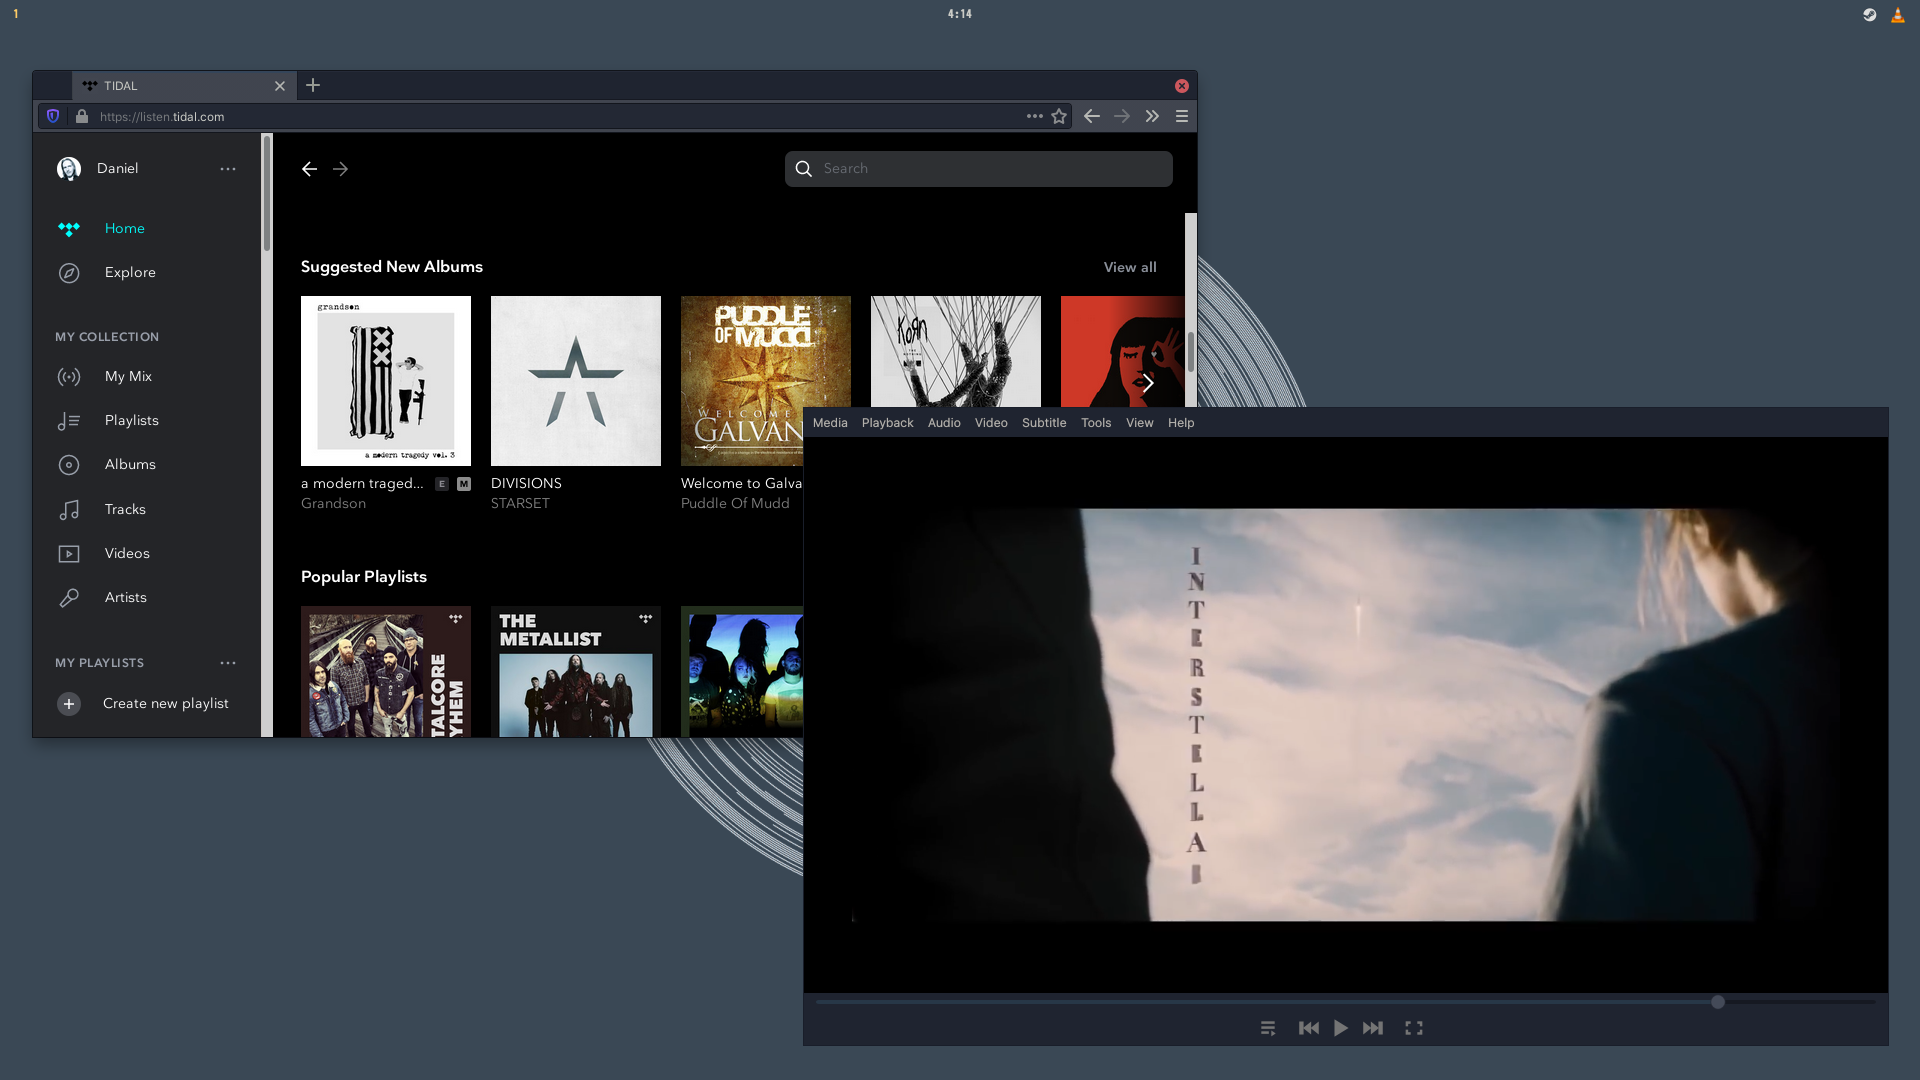 1
4:14
TIDAL
https://listen.tidal.com
Daniel
Search
Home
Explore
Suggested New Albums
View all
MY COLLECTION
My Mix
Playlists
Albums
Tracks
Videos
Artists
MY PLAYLISTS
Create new playlist
grandson
a modern tragedy vol. 3
PUDDLE
OF MUDD
WELCOME
GALVAN
KoRn
a modern traged... E M
Grandson
DIVISIONS
STARSET
Welcome to Galva
Puddle Of Mudd
Popular Playlists
TALCORE
YHEM
THE
METALLIST
Media Playback Audio Video Subtitle Tools View Help
INTERSTELLA